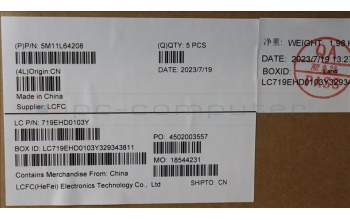 (P)P/N: 5M11L64208
(Q)QTY: 5 PCS
(4L)Origin:CN
DATE: 2023/7/19
Made in China
Supplier: LCFC
净重: WEIGHT:
DATE: 2023/7/19 13:27
BOXID:
LC719EHD0103Y329
LC P/N: 719EHD0103Y
PO: 4502003557
BOX ID: LC719EHD0103Y329343811
MO: 18544231
Contains Merchandise From: China
LCFC(HeFei) Electronics Technology Co., Ltd
SHIPTO: CN